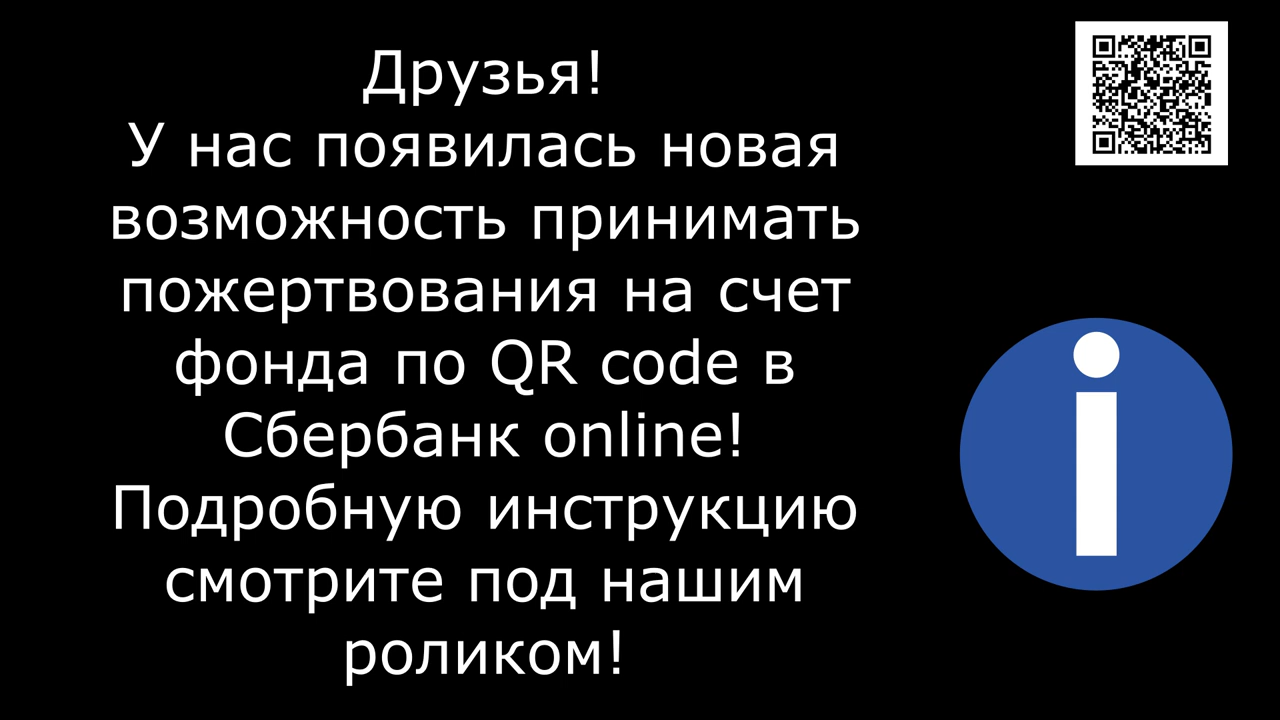 Друзья!
У нас появилась новая
возможность принимать
пожертвования на счет
фонда по QR code в
Сбербанк online!
Подробную инструкцию
смотрите под нашим
роликом!
i